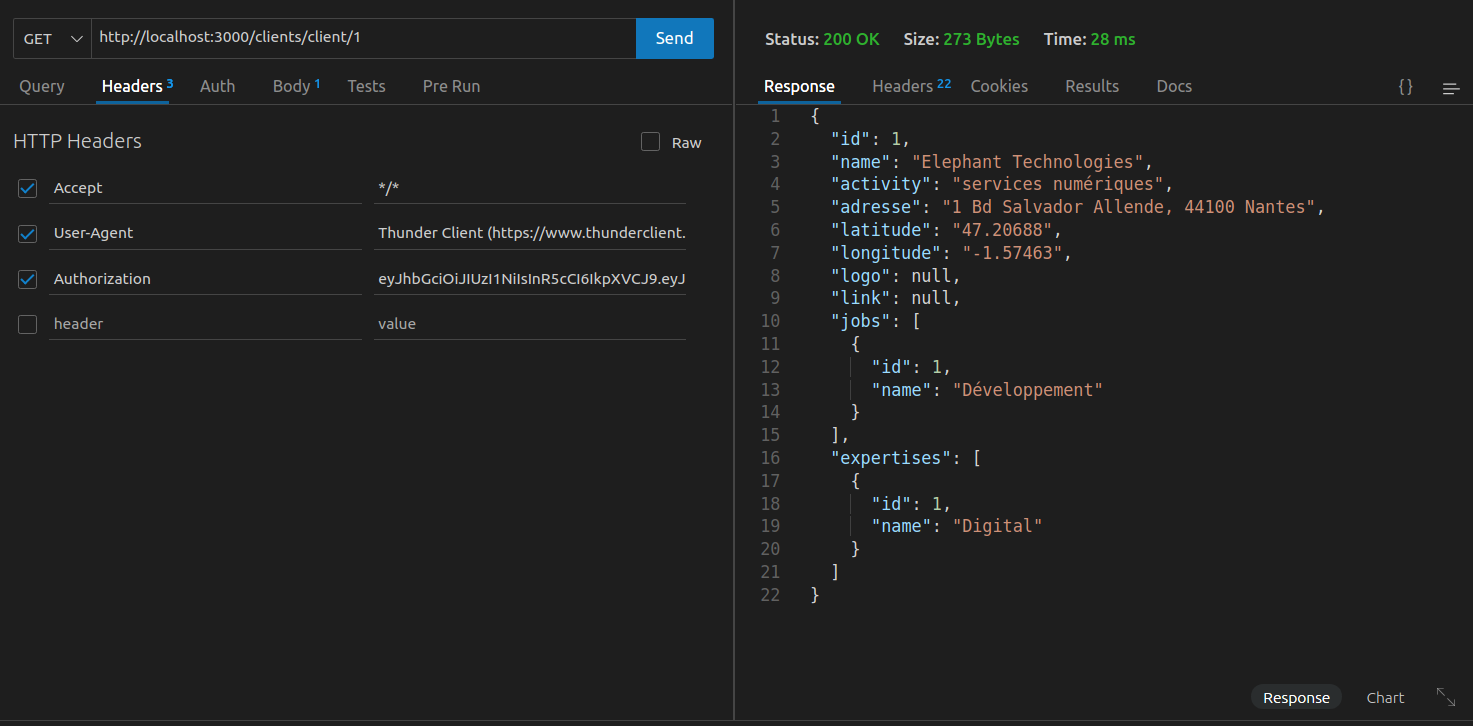 GET http://localhost:3000/clients/client/1 Send
Query Headers 3 Auth Body 1 Tests Pre Run
HTTP Headers Raw
Accept */*
User-Agent Thunder Client (https://www.thunderclient.
Authorization eyJhbGciOiJIUzI1NiIsInR5cCI6IkpXVCJ9.eyJ
header value
Status: 200 OK Size: 273 Bytes Time: 28 ms
Response Headers 22 Cookies Results Docs {}
1 {
2 "id": 1,
3 "name": "Elephant Technologies",
4 "activity": "services numériques",
5 "adresse": "1 Bd Salvador Allende, 44100 Nantes",
6 "latitude": "47.20688",
7 "longitude": "-1.57463",
8 "logo": null,
9 "link": null,
10 "jobs": [
11 {
12 "id": 1,
13 "name": "Développement"
14 }
15 ],
16 "expertises": [
17 {
18 "id": 1,
19 "name": "Digital"
20 }
21 ]
22 }
Response Chart